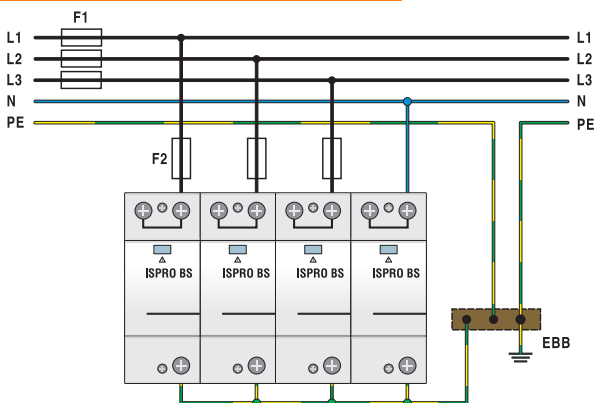 F1
L1 L1
L2 L2
L3 L3
N N
PE PE
F2
ISPRO BS ISPRO BS ISPRO BS ISPRO BS
EBB